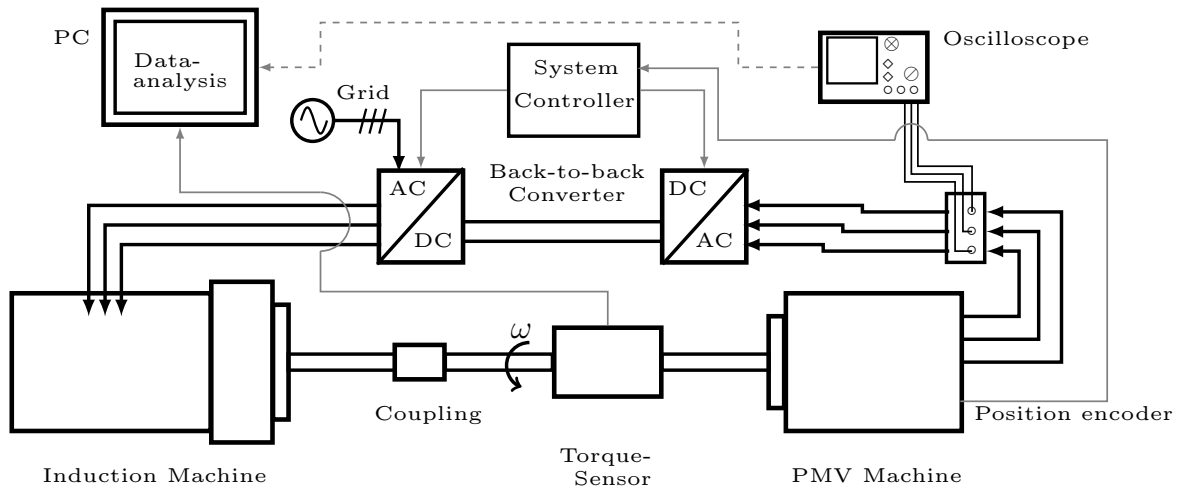 PC
Data-
analysis
System
Controller
Oscilloscope
Grid
Back-to-back
Converter
AC
DC
DC
AC
ω
Coupling
Position encoder
Torque-
Sensor
Induction Machine
PMV Machine